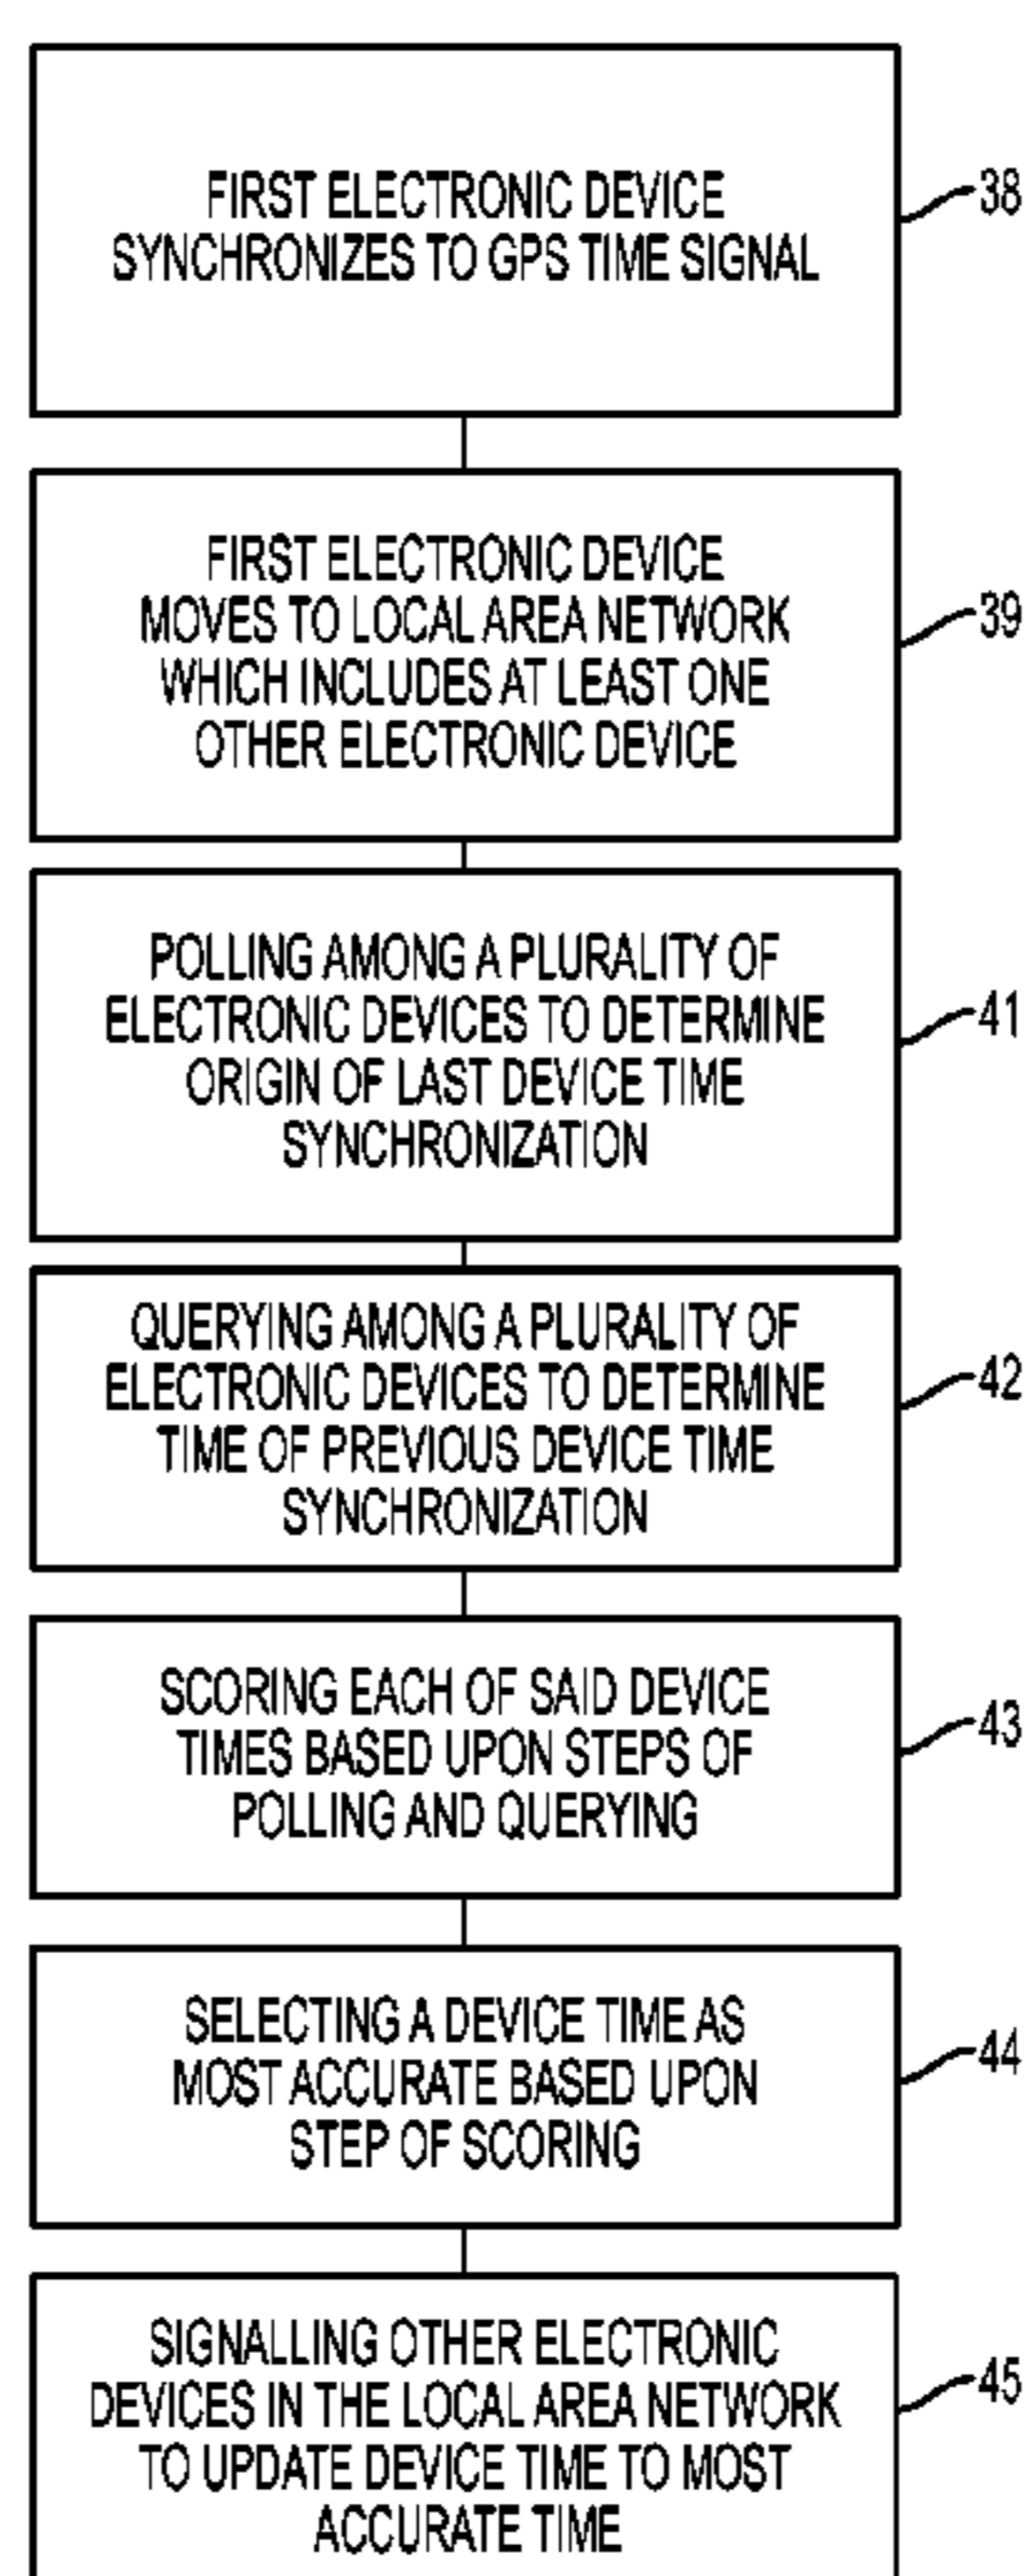 FIRST ELECTRONIC DEVICE
SYNCHRONIZES TO GPS TIME SIGNAL
38
FIRST ELECTRONIC DEVICE
MOVES TO LOCAL AREA NETWORK
WHICH INCLUDES AT LEAST ONE
OTHER ELECTRONIC DEVICE
39
POLLING AMONG A PLURALITY OF
ELECTRONIC DEVICES TO DETERMINE
ORIGIN OF LAST DEVICE TIME
SYNCHRONIZATION
41
QUERYING AMONG A PLURALITY OF
ELECTRONIC DEVICES TO DETERMINE
TIME OF PREVIOUS DEVICE TIME
SYNCHRONIZATION
42
SCORING EACH OF SAID DEVICE
TIMES BASED UPON STEPS OF
POLLING AND QUERYING
43
SELECTING A DEVICE TIME AS
MOST ACCURATE BASED UPON
STEP OF SCORING
44
SIGNALLING OTHER ELECTRONIC
DEVICES IN THE LOCAL AREA NETWORK
TO UPDATE DEVICE TIME TO MOST
ACCURATE TIME
45